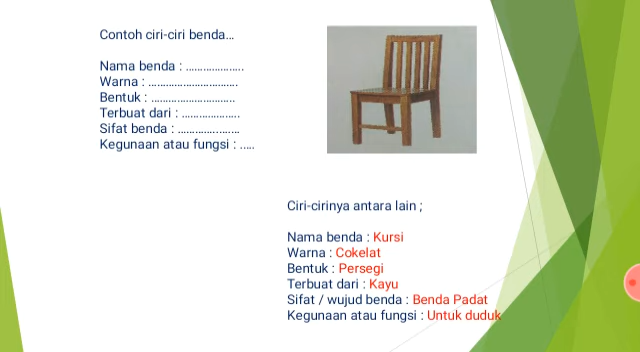 Contoh ciri-ciri benda...
Nama benda : ....................
Warna : ...............................
Bentuk : .............................
Terbuat dari : ....................
Sifat benda : .....................
Kegunaan atau fungsi : .....
Ciri-cirinya antara lain ;
Nama benda : Kursi
Warna : Cokelat
Bentuk : Persegi
Terbuat dari : Kayu
Sifat / wujud benda : Benda Padat
Kegunaan atau fungsi : Untuk duduk